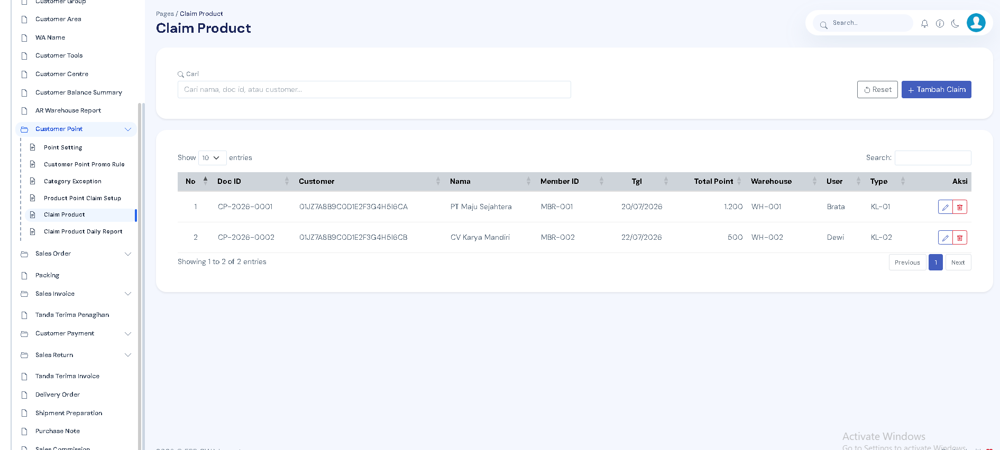 Customer Group
Customer Area
WA Name
Customer Tools
Customer Centre
Customer Balance Summary
AR Warehouse Report
Customer Point
Point Setting
Customer Point Promo Rule
Category Exception
Product Point Claim Setup
Claim Product
Claim Product Daily Report
Sales Order
Packing
Sales Invoice
Tanda Terima Penagihan
Customer Payment
Sales Return
Tanda Terima Invoice
Delivery Order
Shipment Preparation
Purchase Note
Sales Commission
Pages / Claim Product
Claim Product
Search...
Cari
Cari nama, doc id, atau customer...
Reset
+ Tambah Claim
Show 10 entries
Search:
No Doc ID Customer Nama Member ID Tgl Total Point Warehouse User Type Aksi
1 CP-2026-0001 01JZ7A8B9C0D1E2F3G4H5I6CA PT Maju Sejahtera MBR-001 20/07/2026 1.200 WH-001 Brata KL-01
2 CP-2026-0002 01JZ7A8B9C0D1E2F3G4H5I6CB CV Karya Mandiri MBR-002 22/07/2026 500 WH-002 Dewi KL-02
Showing 1 to 2 of 2 entries
Previous 1 Next
Activate Windows
Go to Settings to activate Windows.